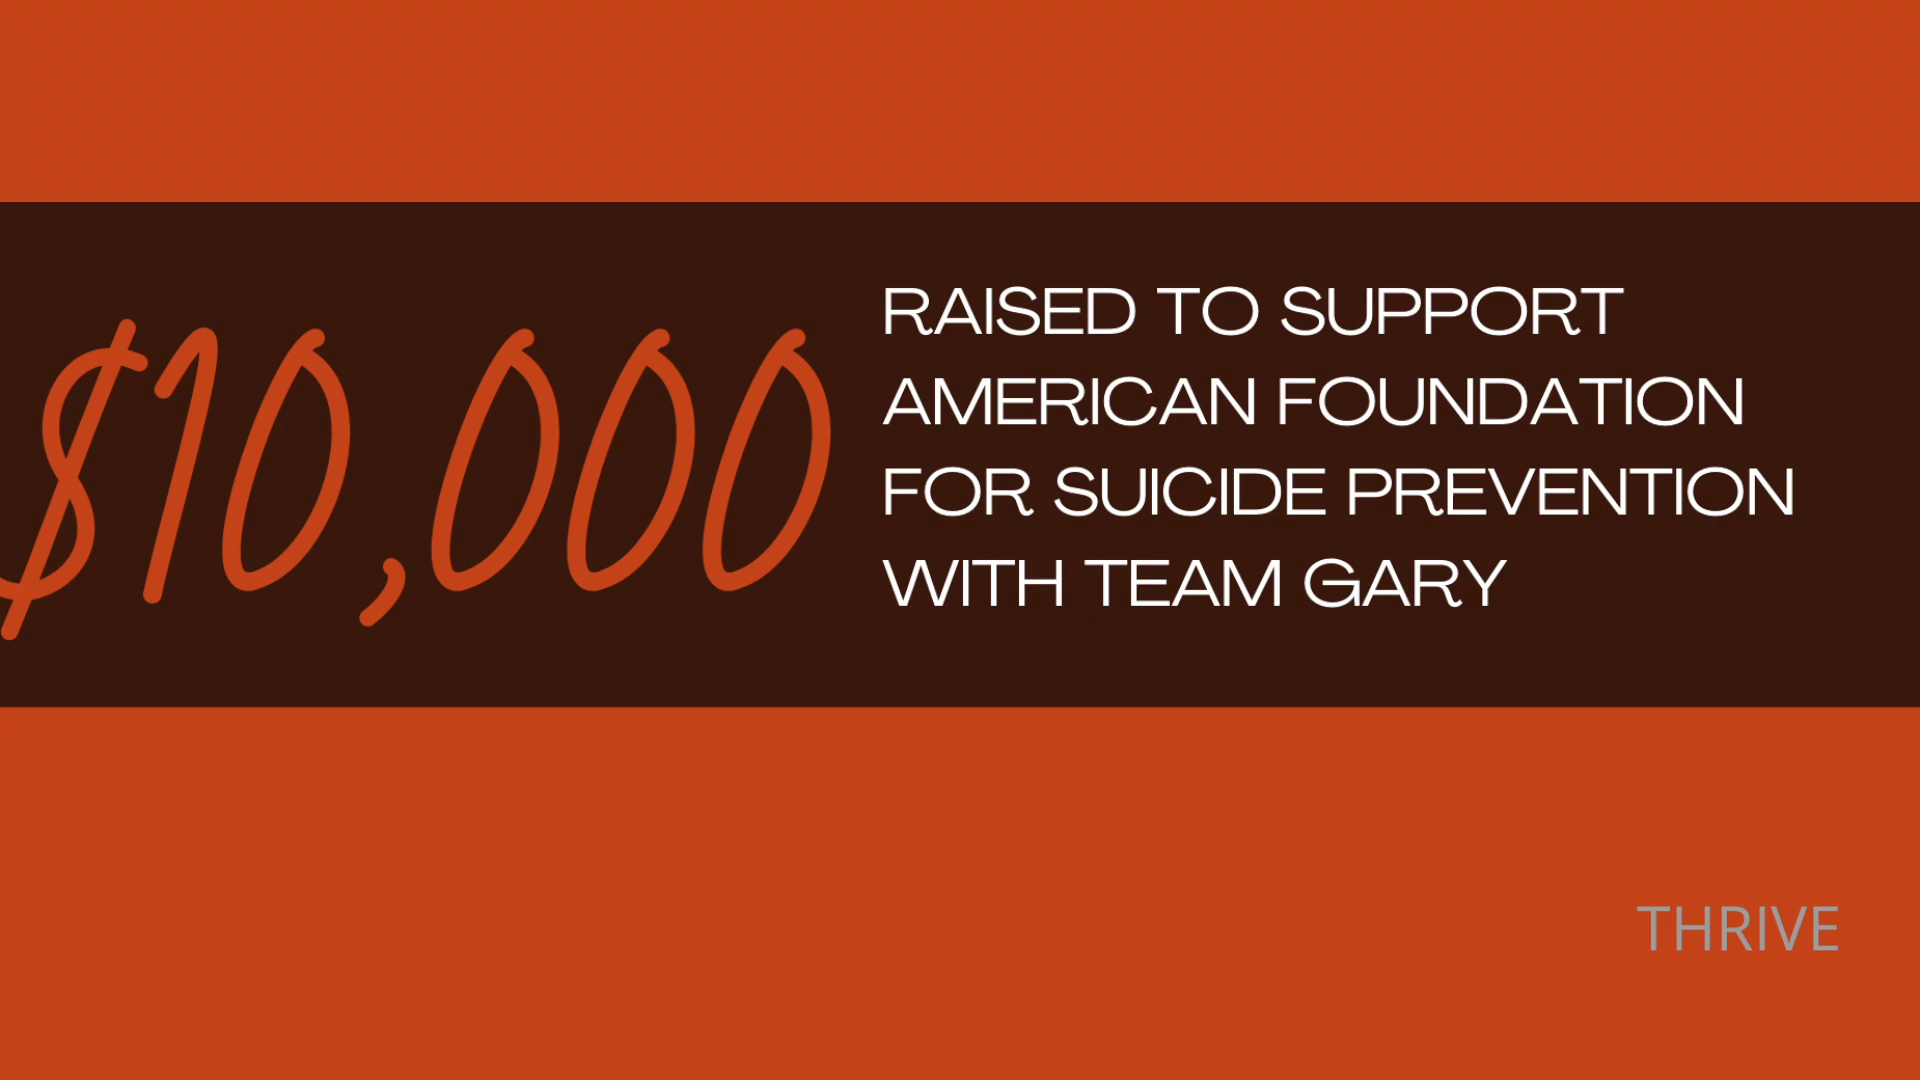 $10,000
RAISED TO SUPPORT
AMERICAN FOUNDATION
FOR SUICIDE PREVENTION
WITH TEAM GARY
THRIVE